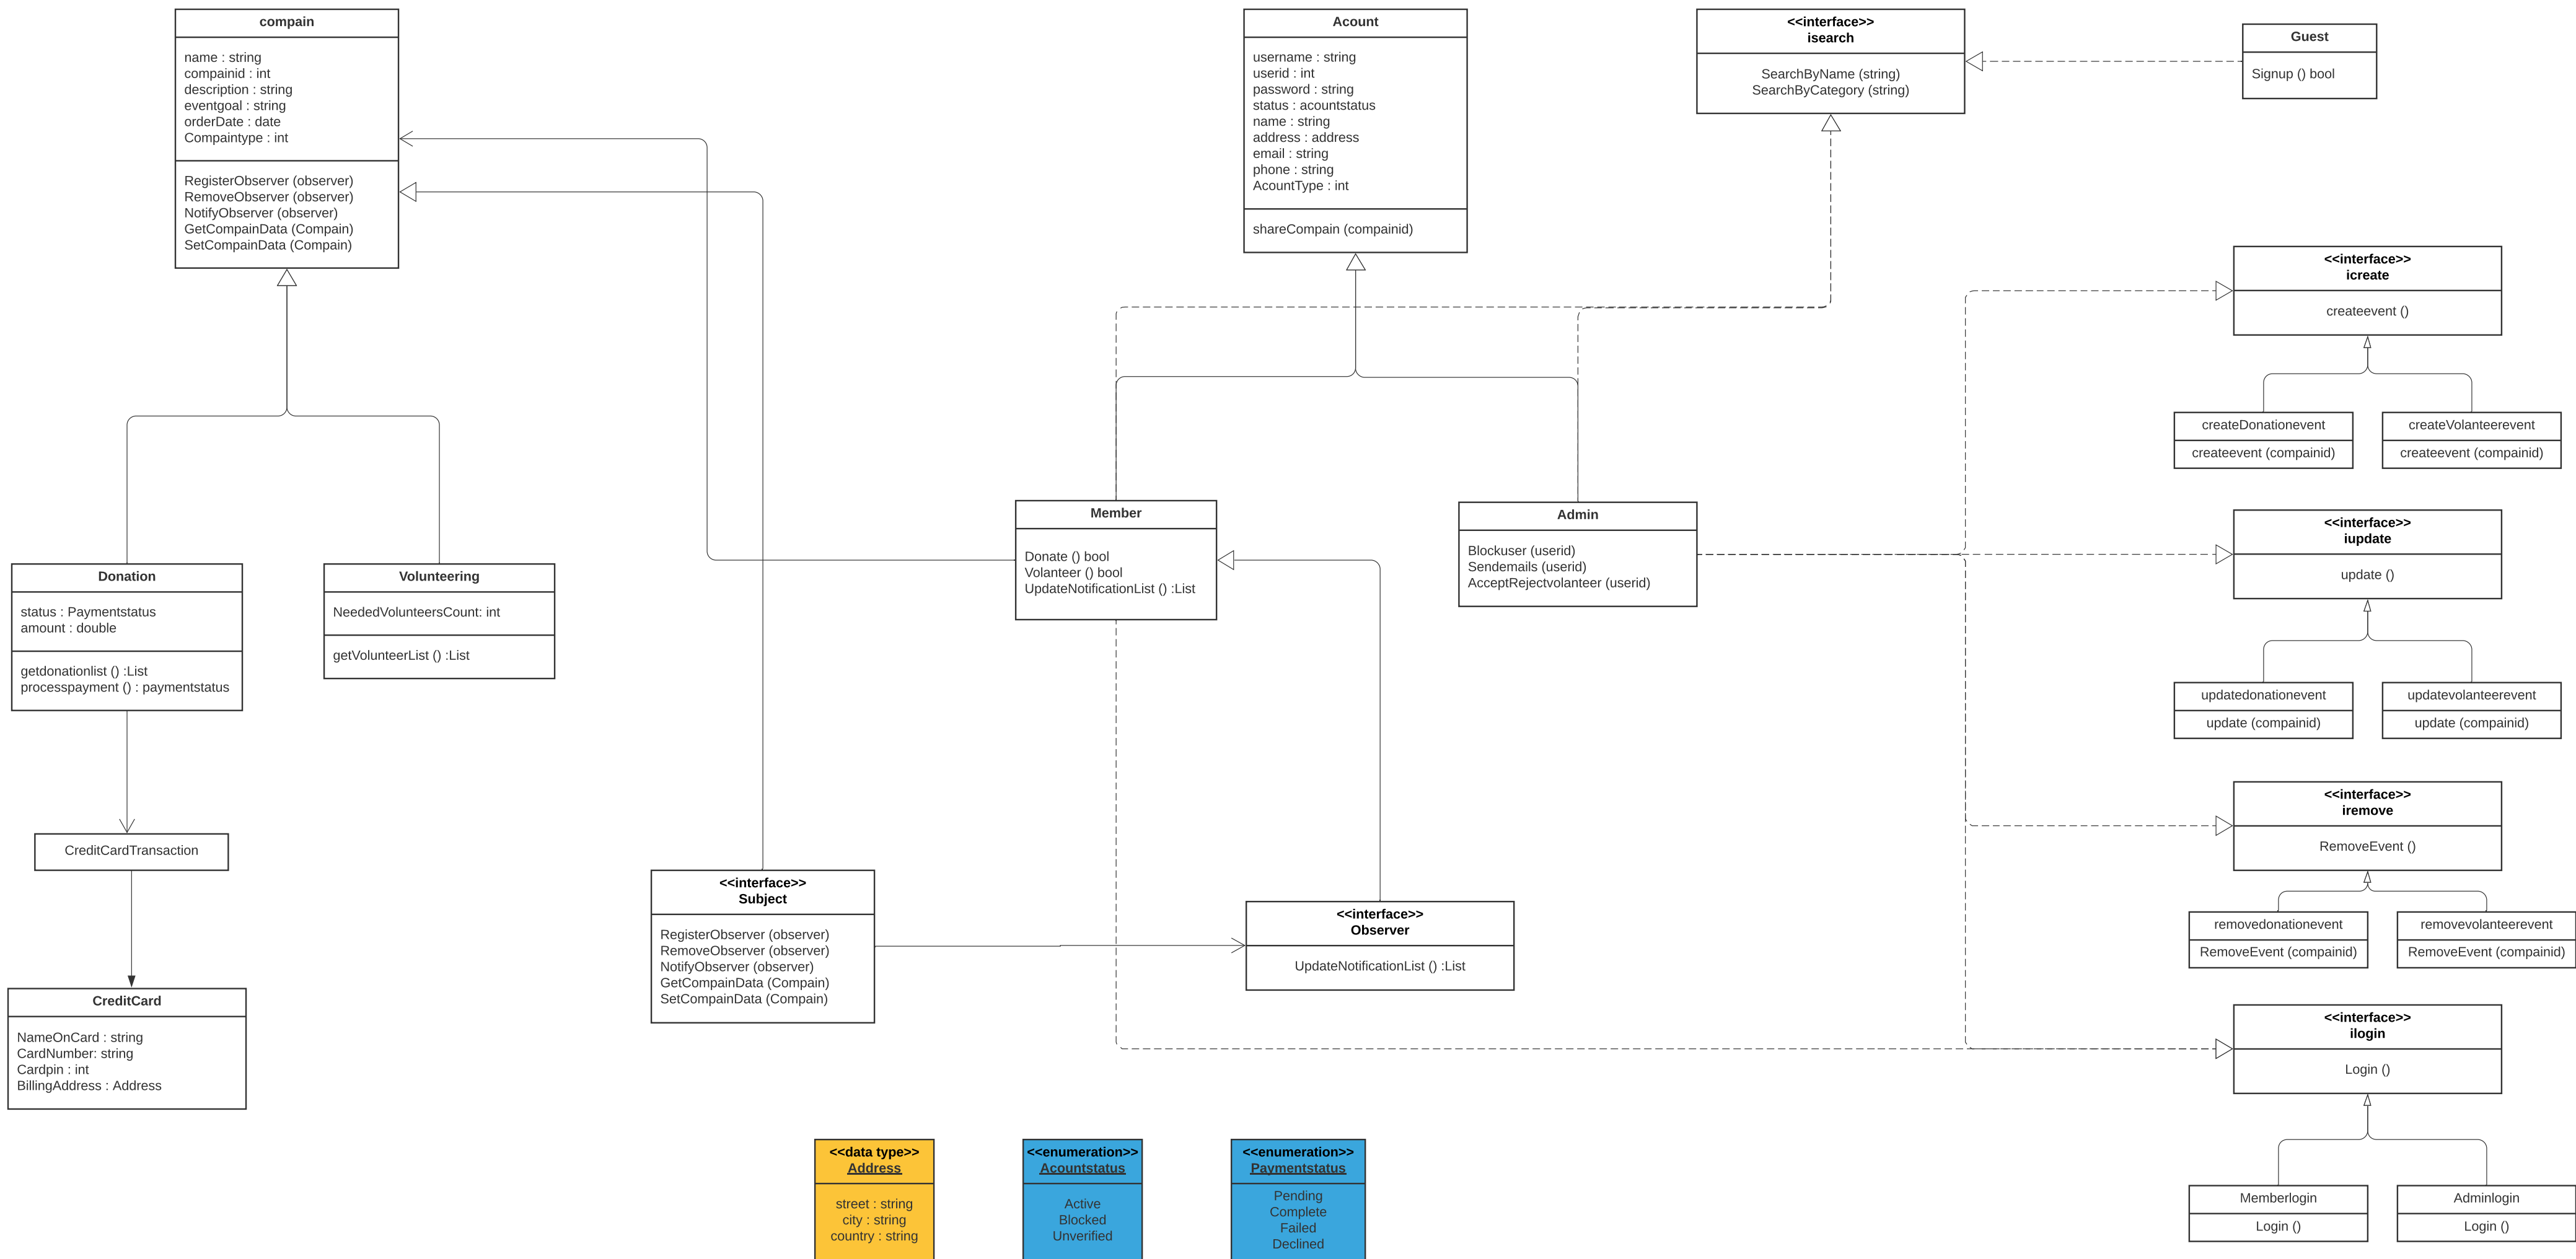 compain
name : string
compainid : int
description : string
eventgoal : string
orderDate : date
Compaintype : int
RegisterObserver (observer)
RemoveObserver (observer)
NotifyObserver (observer)
GetCompainData (Compain)
SetCompainData (Compain)
Acount
username : string
userid : int
password : string
status : acountstatus
name : string
address : address
email : string
phone : string
AcountType : int
shareCompain (compainid)
<<interface>>
isearch
SearchByName (string)
SearchByCategory (string)
Guest
Signup () bool
<<interface>>
icreate
createevent ()
createDonationevent
createevent (compainid)
createVolanteerevent
createevent (compainid)
Member
Donate () bool
Volanteer () bool
UpdateNotificationList () :List
Admin
Blockuser (userid)
Sendemails (userid)
AcceptRejectvolanteer (userid)
<<interface>>
iupdate
update ()
updatedonationevent
update (compainid)
updatevolanteerevent
update (compainid)
Donation
status : Paymentstatus
amount : double
getdonationlist () :List
processpayment () : paymentstatus
Volunteering
NeededVolunteersCount: int
getVolunteerList () :List
<<interface>>
iremove
RemoveEvent ()
removedonationevent
RemoveEvent (compainid)
removevolanteerevent
RemoveEvent (compainid)
CreditCardTransaction
<<interface>>
Subject
RegisterObserver (observer)
RemoveObserver (observer)
NotifyObserver (observer)
GetCompainData (Compain)
SetCompainData (Compain)
<<interface>>
Observer
UpdateNotificationList () :List
CreditCard
NameOnCard : string
CardNumber: string
Cardpin : int
BillingAddress : Address
<<interface>>
ilogin
Login ()
Memberlogin
Login ()
Adminlogin
Login ()
<<data type>>
Address
street : string
city : string
country : string
<<enumeration>>
Acountstatus
Active
Blocked
Unverified
<<enumeration>>
Paymentstatus
Pending
Complete
Failed
Declined